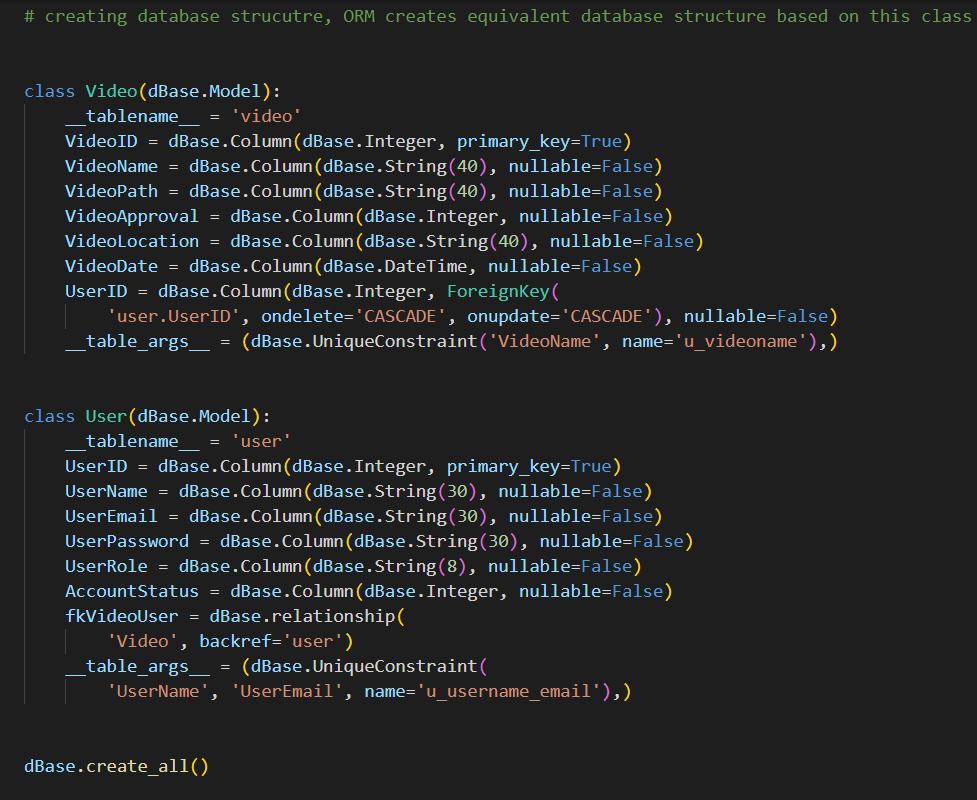 # creating database strucutre, ORM creates equivalent database structure based on this class
class Video(dBase.Model):
    __tablename__ = 'video'
    VideoID = dBase.Column(dBase.Integer, primary_key=True)
    VideoName = dBase.Column(dBase.String(40), nullable=False)
    VideoPath = dBase.Column(dBase.String(40), nullable=False)
    VideoApproval = dBase.Column(dBase.Integer, nullable=False)
    VideoLocation = dBase.Column(dBase.String(40), nullable=False)
    VideoDate = dBase.Column(dBase.DateTime, nullable=False)
    UserID = dBase.Column(dBase.Integer, ForeignKey(
        'user.UserID', ondelete='CASCADE', onupdate='CASCADE'), nullable=False)
    __table_args__ = (dBase.UniqueConstraint('VideoName', name='u_videoname'),)
class User(dBase.Model):
    __tablename__ = 'user'
    UserID = dBase.Column(dBase.Integer, primary_key=True)
    UserName = dBase.Column(dBase.String(30), nullable=False)
    UserEmail = dBase.Column(dBase.String(30), nullable=False)
    UserPassword = dBase.Column(dBase.String(30), nullable=False)
    UserRole = dBase.Column(dBase.String(8), nullable=False)
    AccountStatus = dBase.Column(dBase.Integer, nullable=False)
    fkVideoUser = dBase.relationship(
        'Video', backref='user')
    __table_args__ = (dBase.UniqueConstraint(
        'UserName', 'UserEmail', name='u_username_email'),)
dBase.create_all()